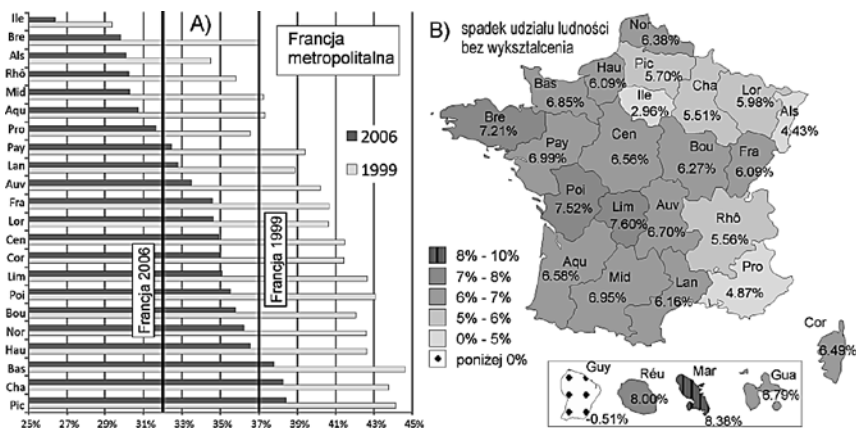 A)
Francja
metropolitalna
2006
1999
Ile
Bre
Als
Rhô
Mid
Aqu
Pro
Pay
Lan
Auv
Fra
Lor
Cen
Cor
Lim
Poi
Bou
Nor
Hau
Bas
Cha
Pic
Francja 2006
Francja 1999
25% 27% 29% 31% 33% 35% 37% 39% 41% 43% 45%
B)
spadek udziału ludności
bez wykształcenia
Nor
6.38%
Pic
5.70%
Hau
6.09%
Bas
6.85%
Ile
2.96%
Cha
5.51%
Lor
5.98%
Als
4.43%
Bre
7.21%
Pay
6.99%
Cen
6.56%
Bou
6.27%
Fra
6.09%
Poi
7.52%
Lim
7.60%
Auv
6.70%
Rhô
5.56%
Aqu
6.58%
Mid
6.95%
Lan
6.16%
Pro
4.87%
Cor
6.49%
8% - 10%
7% - 8%
6% - 7%
5% - 6%
0% - 5%
poniżej 0%
Guy
-0.51%
Réu
8.00%
Mar
8.38%
Gua
6.79%